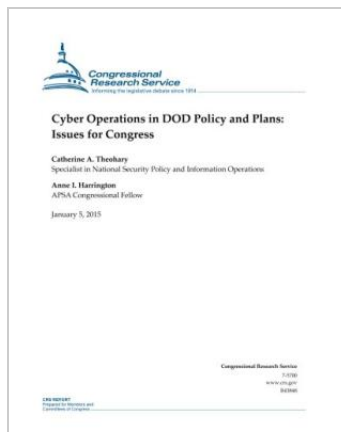 Congressional
Research Service
Informing the legislative debate since 1914
Cyber Operations in DOD Policy and Plans:
Issues for Congress
Catherine A. Theohary
Specialist in National Security Policy and Information Operations
Anne I. Harrington
APSA Congressional Fellow
January 5, 2015
Congressional Research Service
7-5700
www.crs.gov
CRS REPORT
Prepared for Members and
Committees of Congress